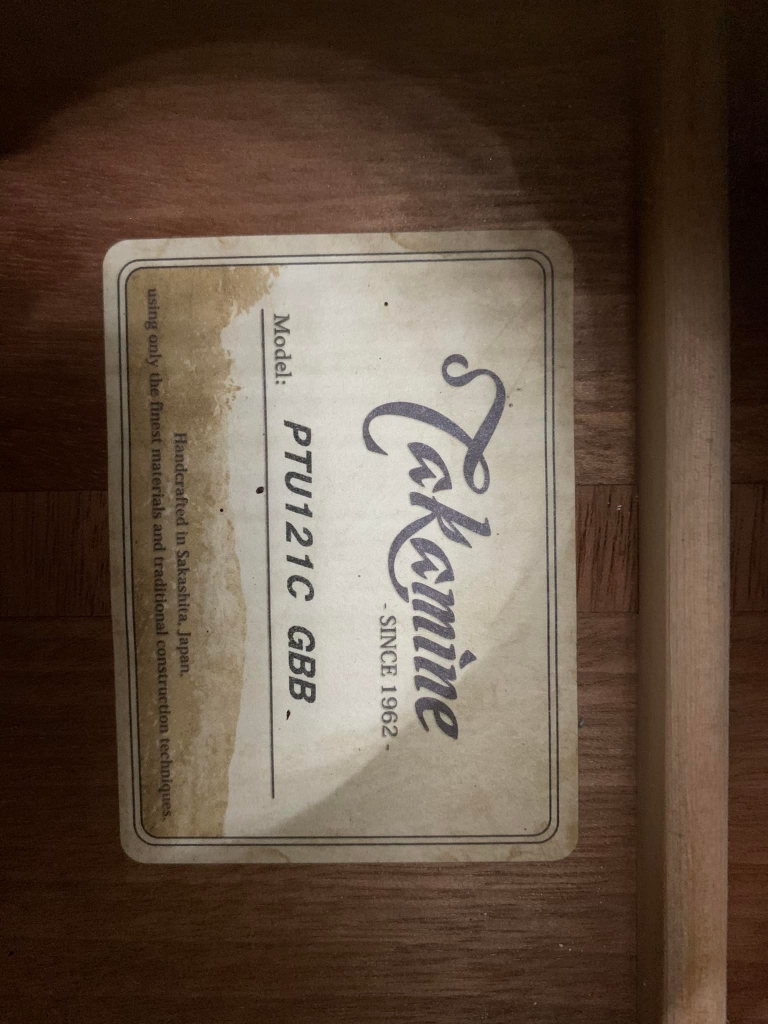 Takamine
- SINCE 1962 -
Model: PTU121C GBB
Handcrafted in Sakashita, Japan,
using only the finest materials and traditional construction techniques.